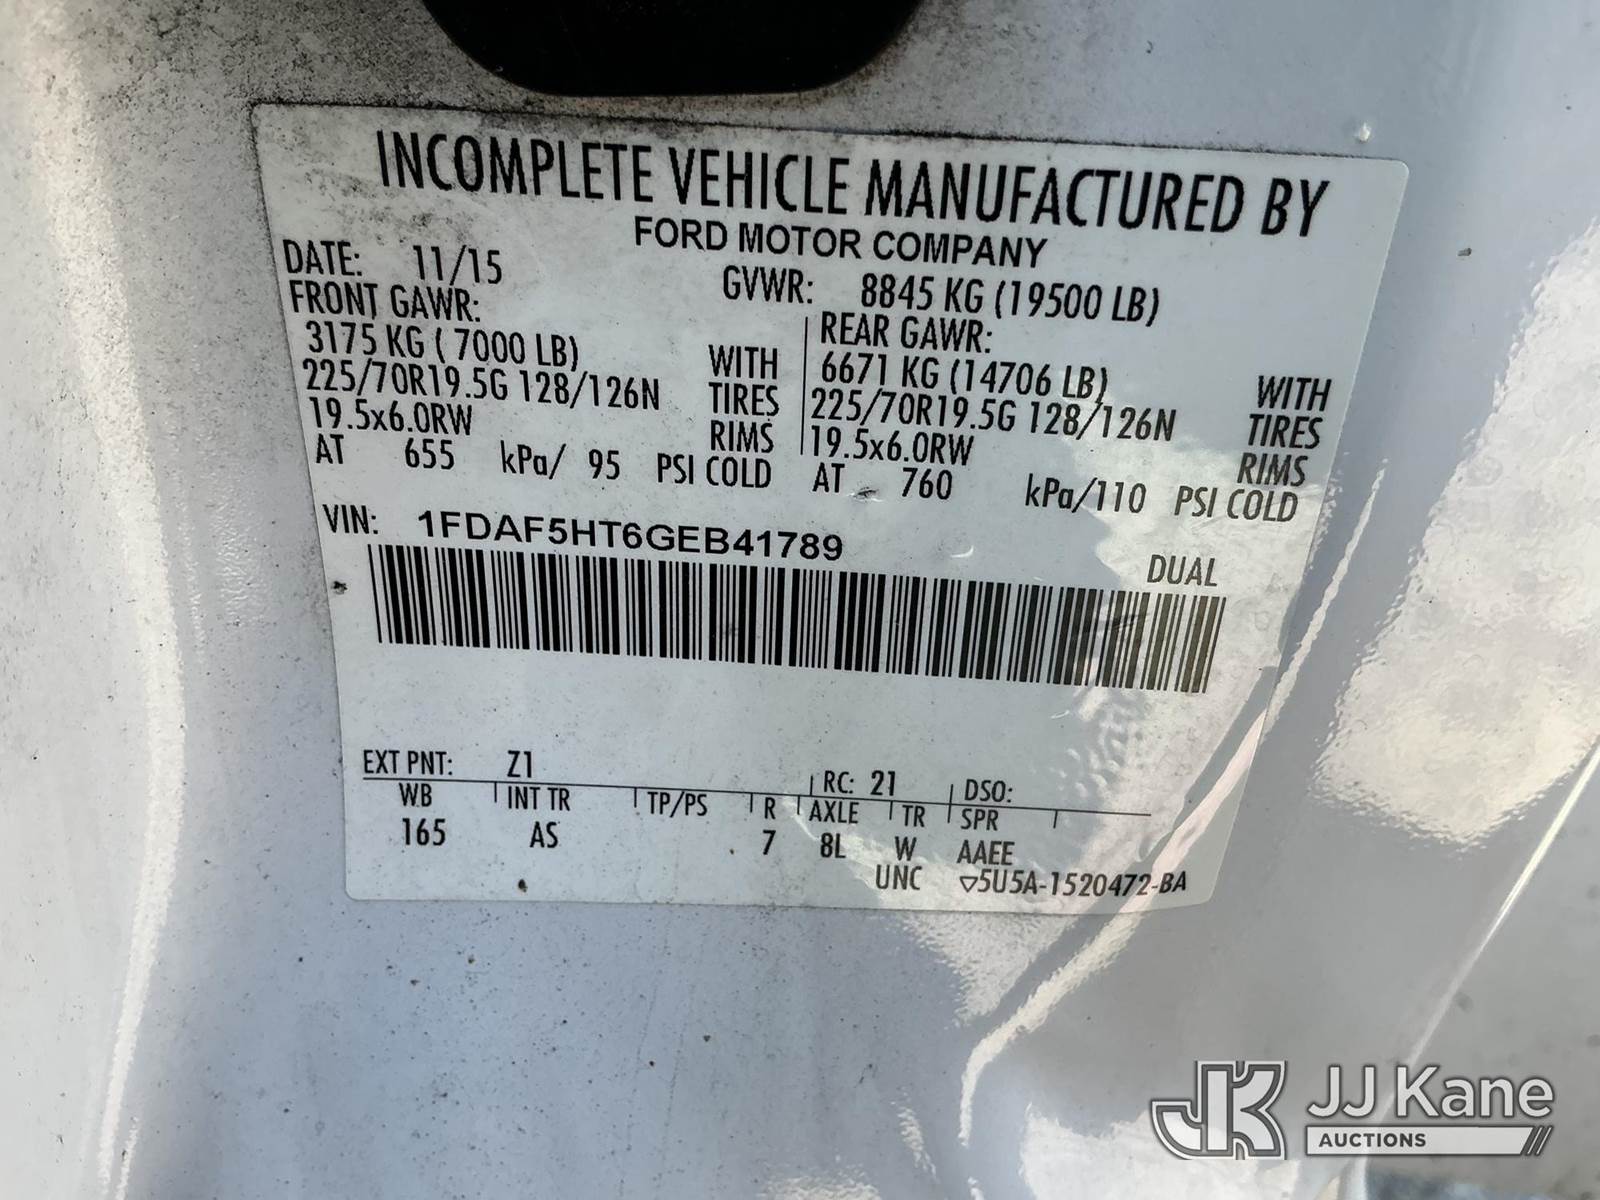 INCOMPLETE VEHICLE MANUFACTURED BY
FORD MOTOR COMPANY
DATE: 11/15 GVWR: 8845 KG (19500 LB)
FRONT GAWR: REAR GAWR:
3175 KG ( 7000 LB) WITH 6671 KG (14706 LB) WITH
225/70R19.5G 128/126N TIRES 225/70R19.5G 128/126N TIRES
19.5x6.0RW RIMS 19.5x6.0RW RIMS
AT 655 kPa/ 95 PSI COLD AT 760 kPa/110 PSI COLD
VIN: 1FDAF5HT6GEB41789
DUAL
EXT PNT: Z1 RC: 21 DSO:
WB INT TR TP/PS R AXLE TR SPR
165 AS 7 8L W AAEE
UNC ▽5U5A-1520472-BA
JK JJ Kane
AUCTIONS